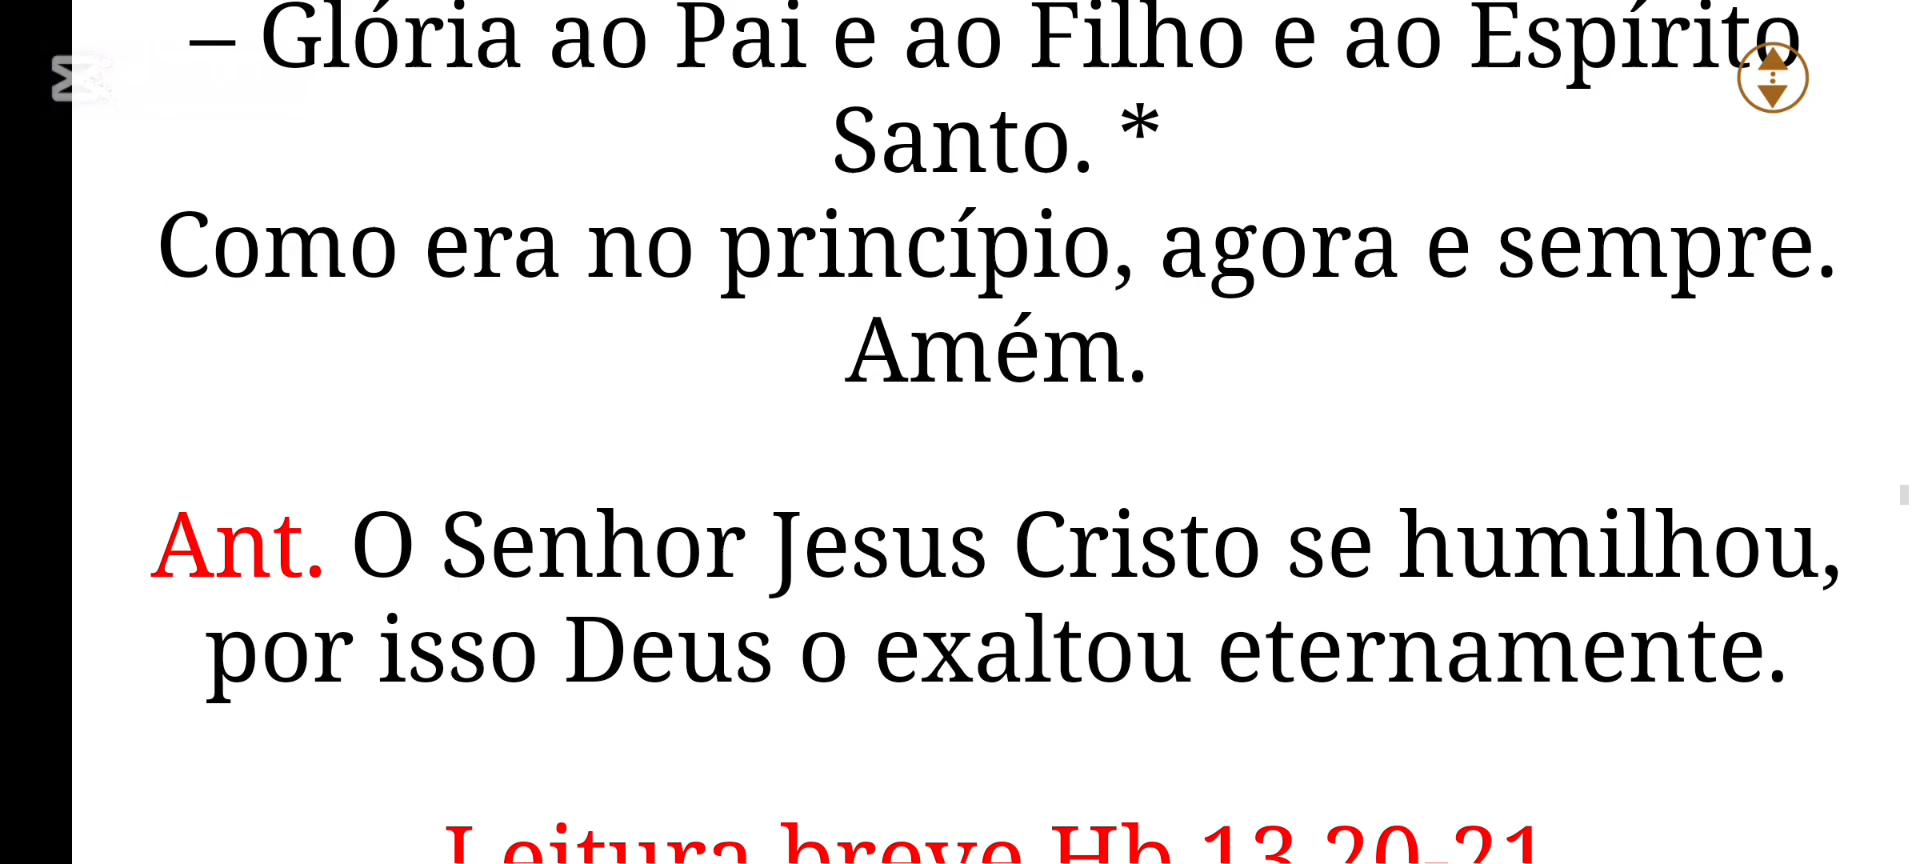 – Glória ao Pai e ao Filho e ao Espírito
Santo. *
Como era no princípio, agora e sempre.
Amém.
Ant. O Senhor Jesus Cristo se humilhou,
por isso Deus o exaltou eternamente.
Leitura breve Hb 13,20-21